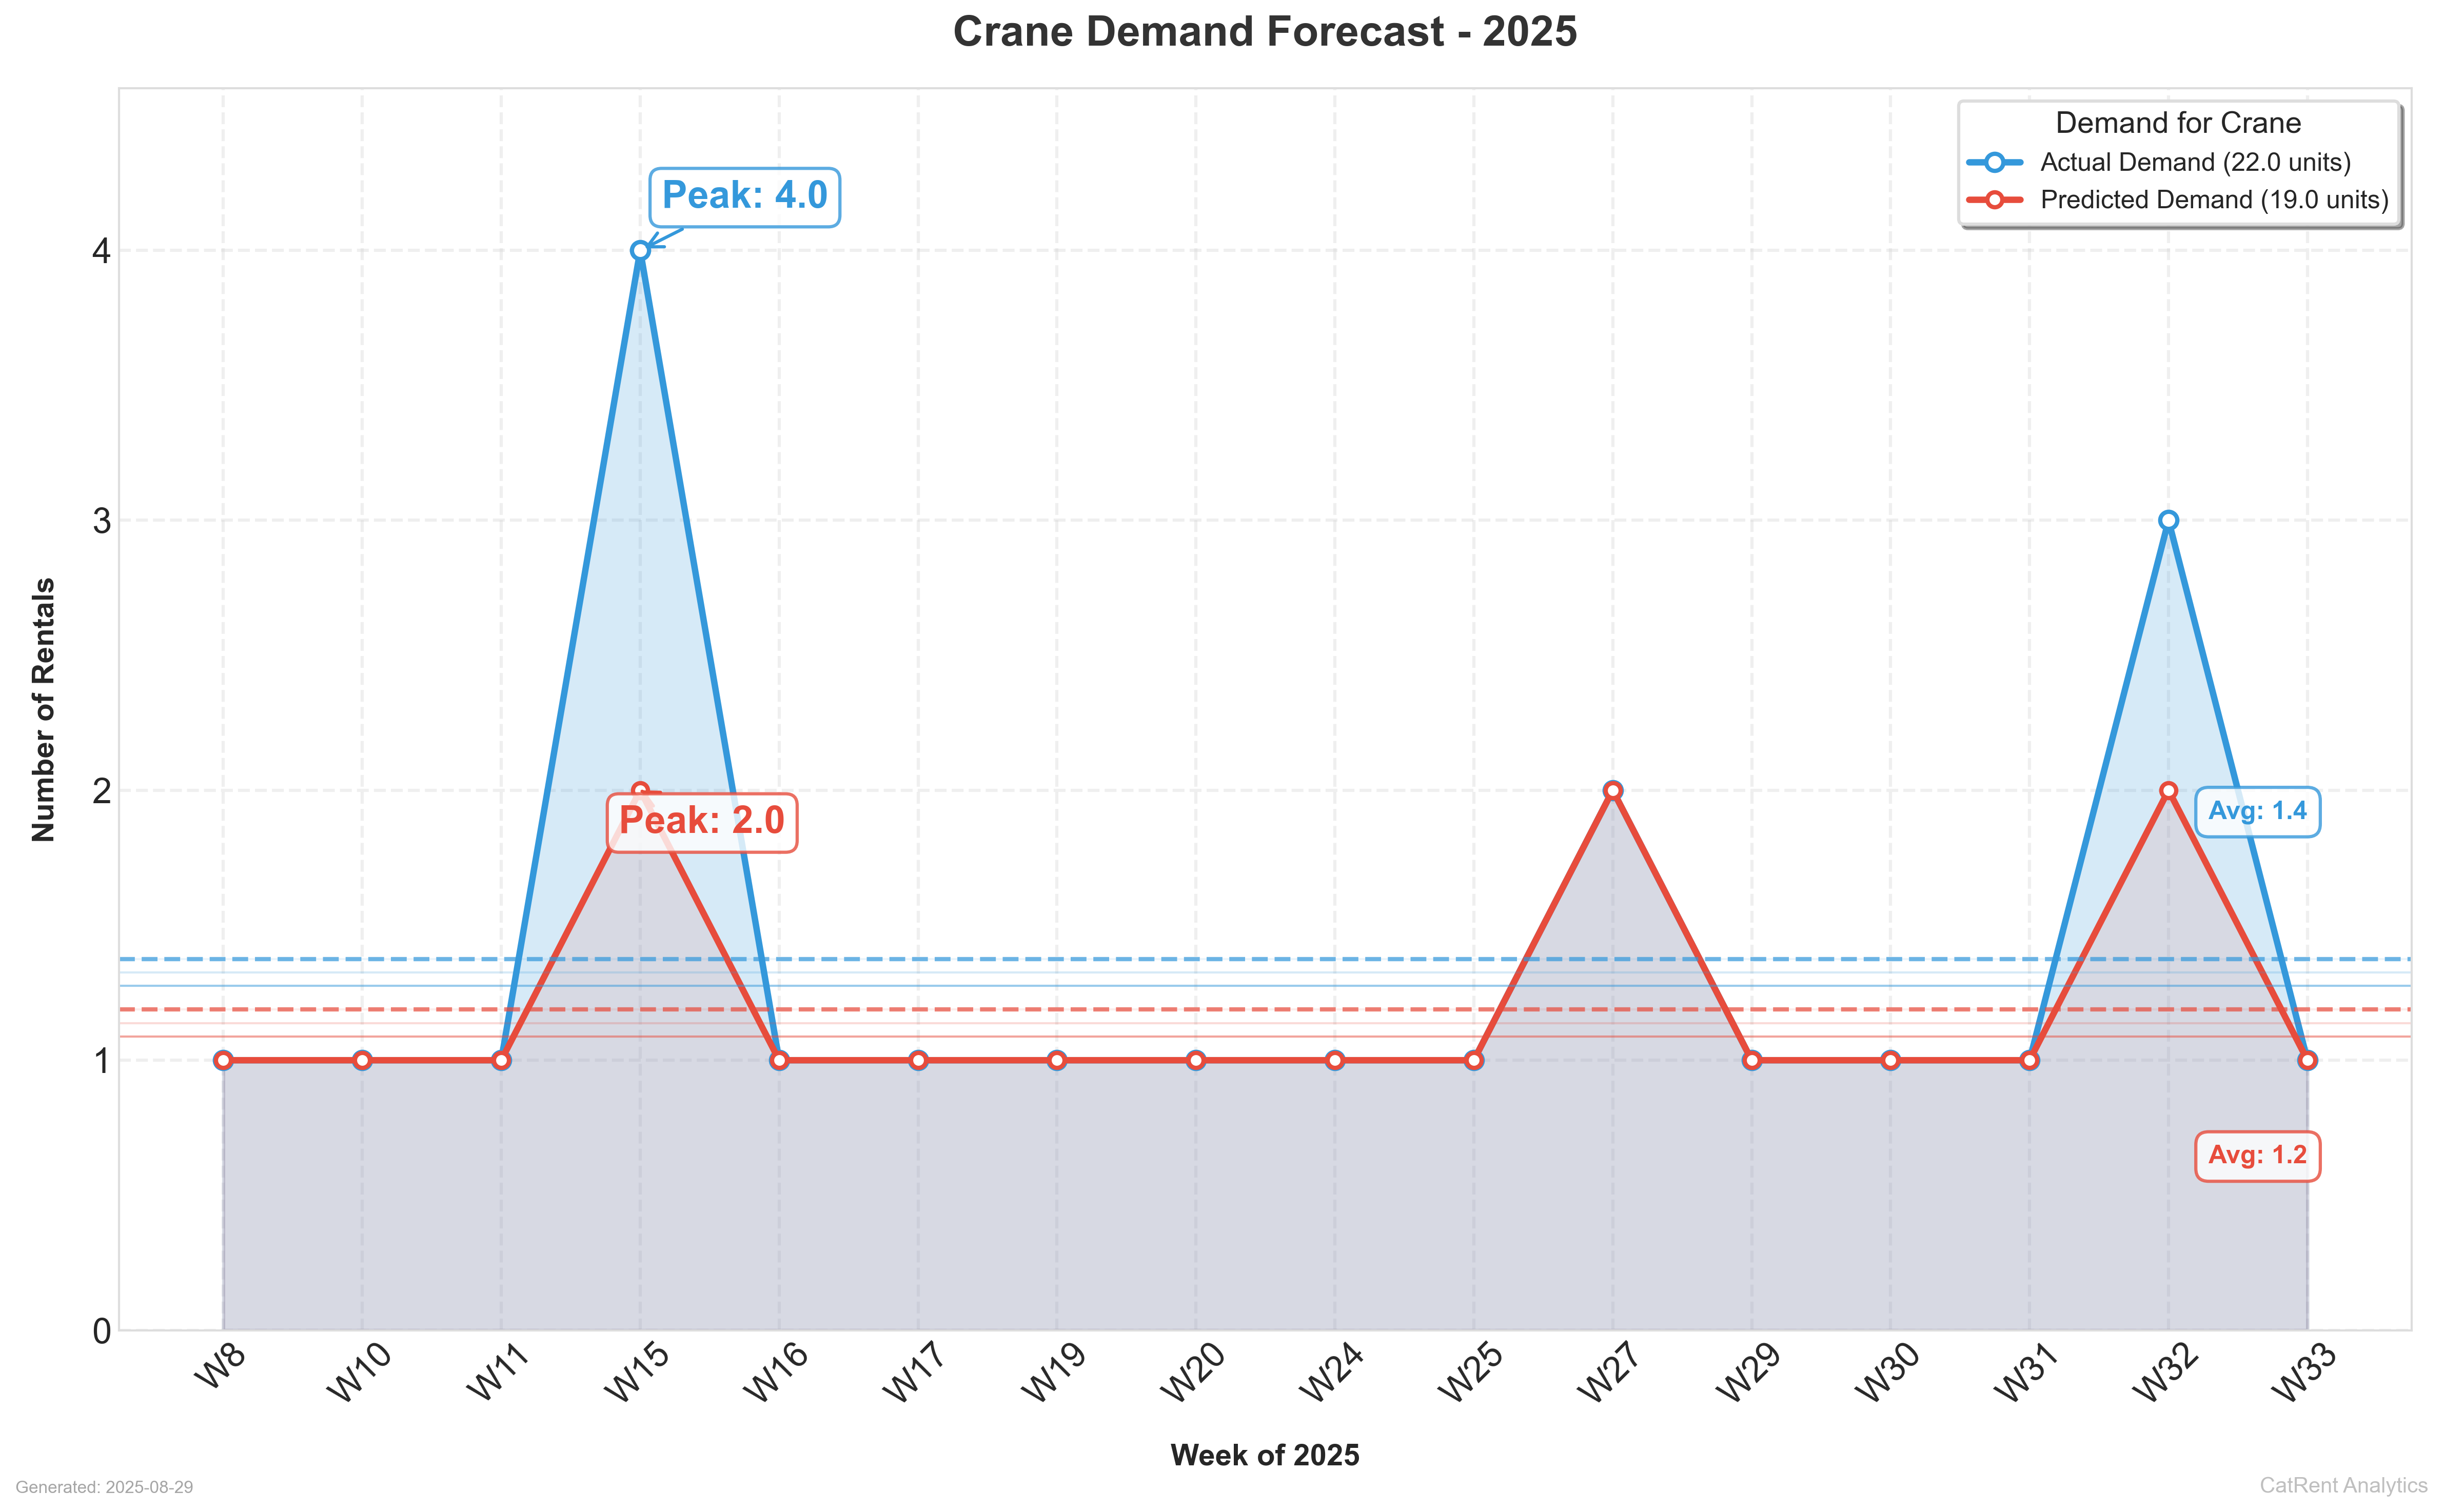 Crane Demand Forecast - 2025
Demand for Crane
Actual Demand (22.0 units)
Predicted Demand (19.0 units)
Peak: 4.0
Peak: 2.0
Avg: 1.4
Avg: 1.2
Number of Rentals
4
3
2
1
0
W8
W10
W11
W15
W16
W17
W19
W20
W24
W25
W27
W29
W30
W31
W32
W33
Week of 2025
Generated: 2025-08-29
CatRent Analytics